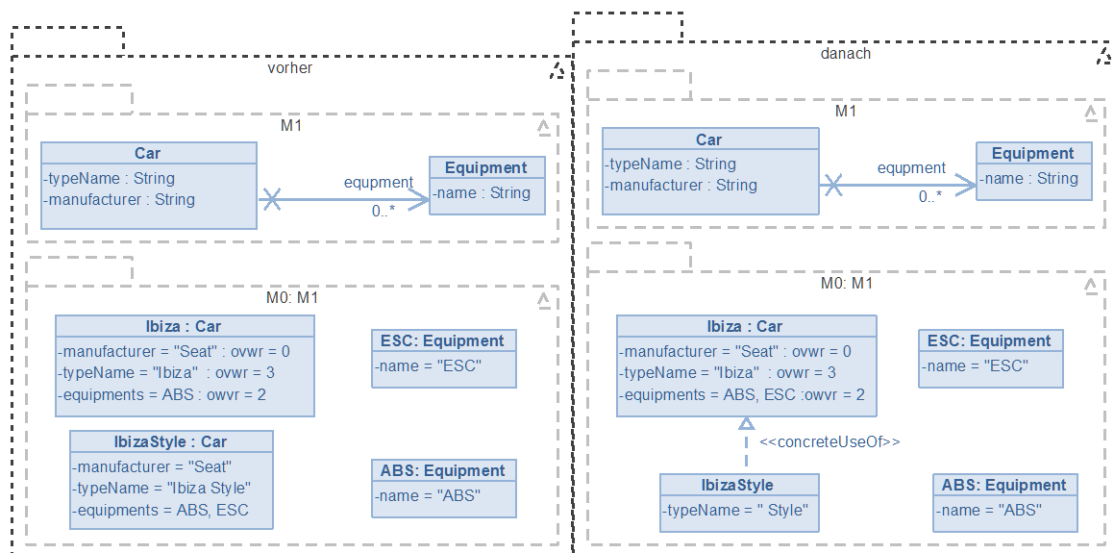 vorher
M1
Car
-typeName : String
-manufacturer : String
equpment
0..*
Equipment
-name : String
M0: M1
Ibiza : Car
-manufacturer = "Seat" : ovwr = 0
-typeName = "Ibiza" : ovwr = 3
-equipments = ABS : owvr = 2
ESC: Equipment
-name = "ESC"
IbizaStyle : Car
-manufacturer = "Seat"
-typeName = "Ibiza Style"
-equipments = ABS, ESC
ABS: Equipment
-name = "ABS"
danach
M1
Car
-typeName : String
-manufacturer : String
equpment
0..*
Equipment
-name : String
M0: M1
Ibiza : Car
-manufacturer = "Seat" : ovwr = 0
-typeName = "Ibiza" : ovwr = 3
-equipments = ABS, ESC :owvr = 2
ESC: Equipment
-name = "ESC"
<<concreteUseOf>>
IbizaStyle
-typeName = " Style"
ABS: Equipment
-name = "ABS"